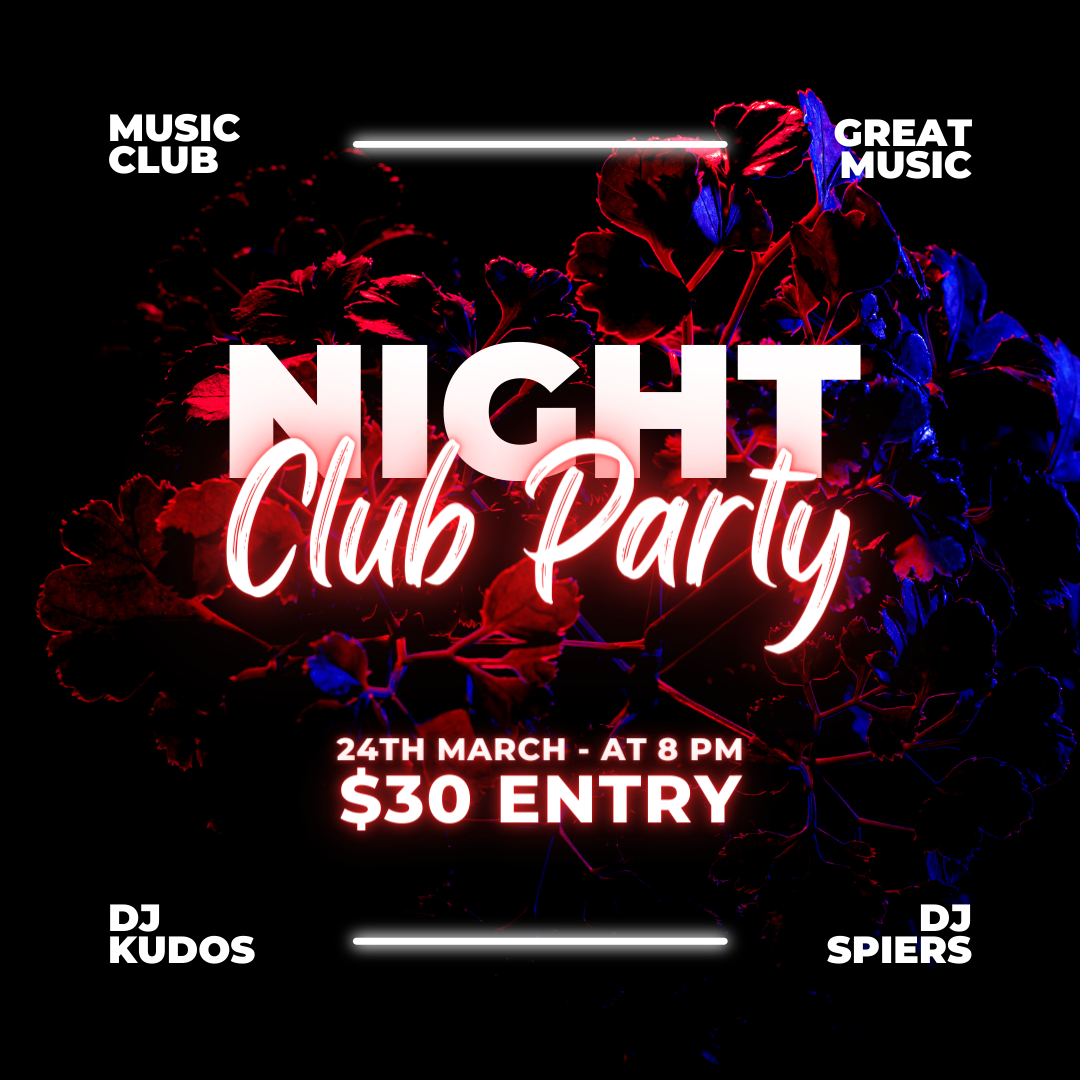 MUSIC
CLUB
GREAT
MUSIC
NIGHT
Club Party
24TH MARCH - AT 8 PM
$30 ENTRY
DJ
KUDOS
DJ
SPIERS